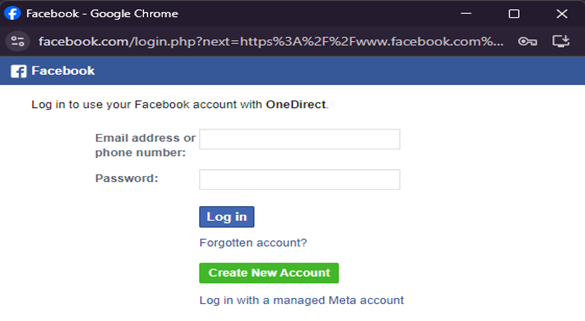 Facebook - Google Chrome
facebook.com/login.php?next=https%3A%2F%2Fwww.facebook.com%...
Facebook
Log in to use your Facebook account with OneDirect.
Email address or
phone number:
Password:
Log in
Forgotten account?
Create New Account
Log in with a managed Meta account